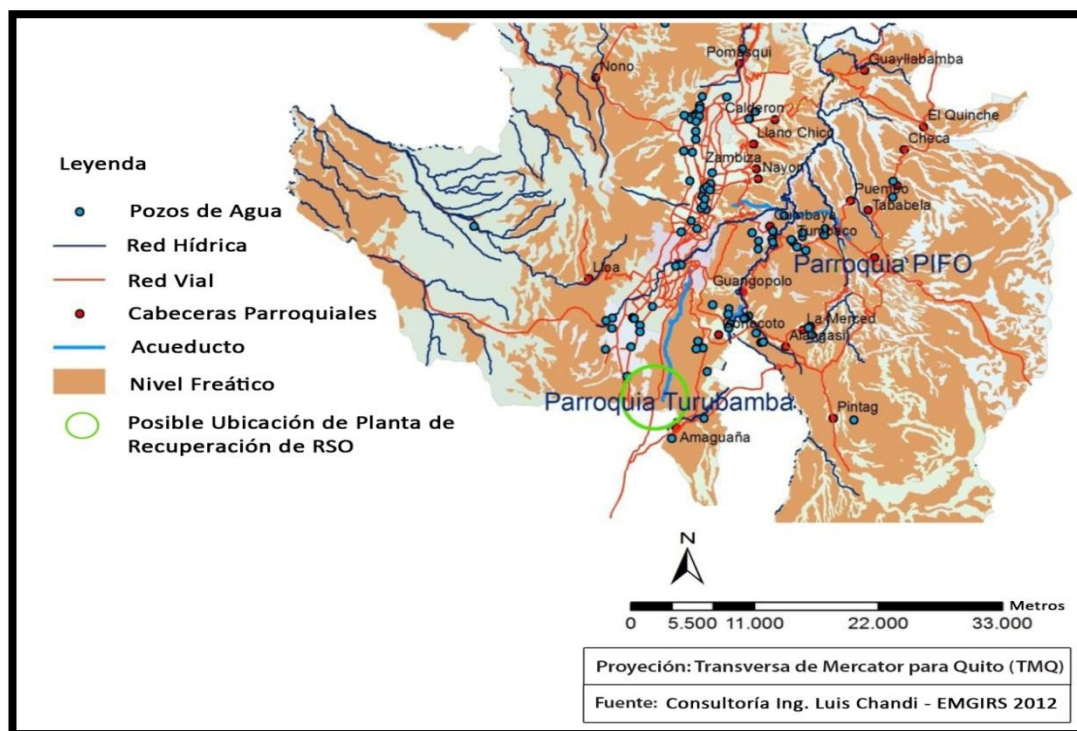 Leyenda
Pozos de Agua
Red Hídrica
Red Vial
Cabeceras Parroquiales
Acueducto
Nivel Freático
Posible Ubicación de Planta de
Recuperación de RSO
Pomasqui
Nono
Guayllabamba
Calderon
El Quinche
Llano Chico
Checa
Zambiza
Nayon
Puembo
Tababela
Cumbaya
Tumbaco
Parroquia PIFO
Lloa
Guangopolo
La Merced
Conocoto
Alangasi
Parroquia Turubamba
Pintag
Amaguaña
N
Metros
0 5.500 11.000 22.000 33.000
Proyeción: Transversa de Mercator para Quito (TMQ)
Fuente: Consultoría Ing. Luis Chandi - EMGIRS 2012